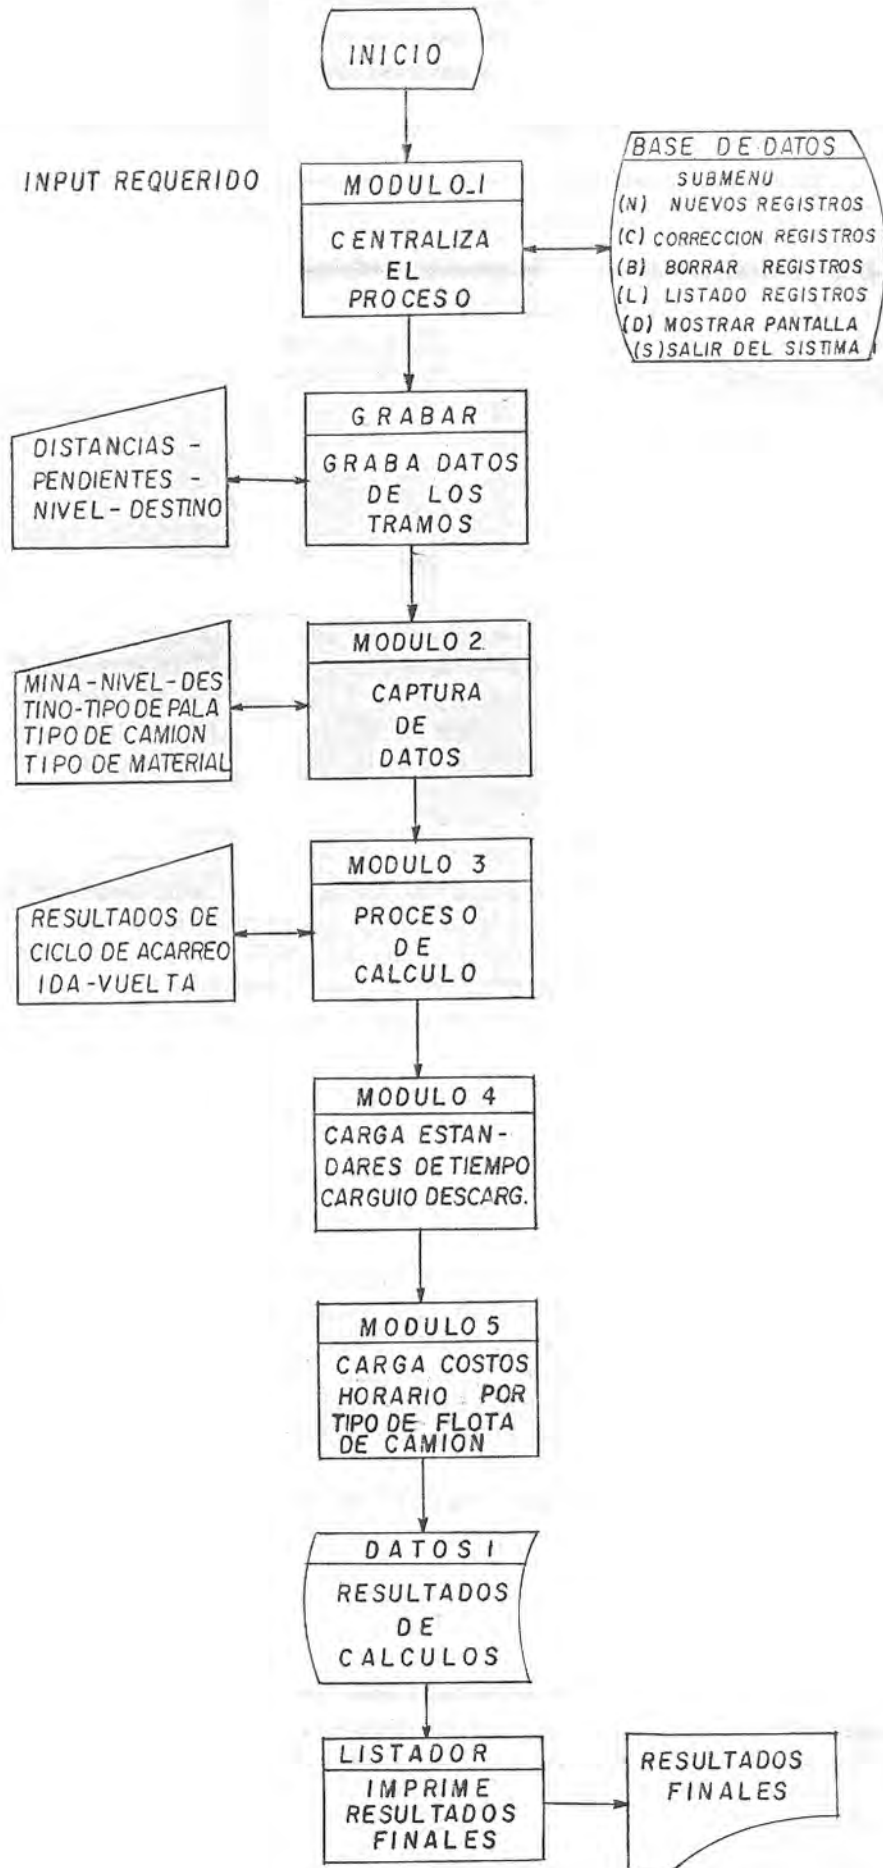 INICIO
INPUT REQUERIDO
MODULO_1
CENTRALIZA
EL
PROCESO
BASE DE DATOS
SUBMENU
(N) NUEVOS REGISTROS
(C) CORRECCION REGISTROS
(B) BORRAR REGISTROS
(L) LISTADO REGISTROS
(D) MOSTRAR PANTALLA
(S) SALIR DEL SISTIMA
GRABAR
GRABA DATOS
DE LOS
TRAMOS
DISTANCIAS -
PENDIENTES -
NIVEL - DESTINO
MODULO 2
CAPTURA
DE
DATOS
MINA - NIVEL - DES
TINO - TIPO DE PALA
TIPO DE CAMION
TIPO DE MATERIAL
MODULO 3
PROCESO
DE
CALCULO
RESULTADOS DE
CICLO DE ACARREO
IDA - VUELTA
MODULO 4
CARGA ESTAN-
DARES DE TIEMPO
CARGUIO DESCARG.
MODULO 5
CARGA COSTOS
HORARIO POR
TIPO DE FLOTA
DE CAMION
DATOS 1
RESULTADOS
DE
CALCULOS
LISTADOR
IMPRIME
RESULTADOS
FINALES
RESULTADOS
FINALES